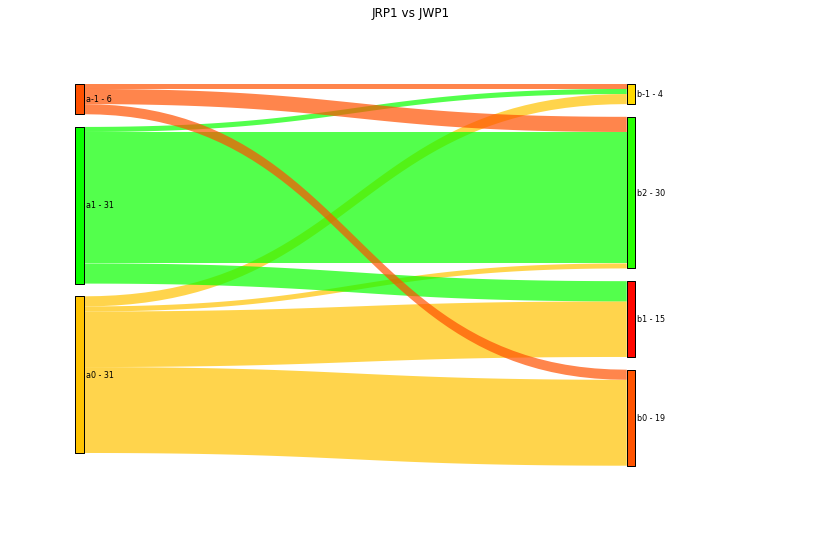 JRP1 vs JWP1
a-1 - 6
b-1 - 4
a1 - 31
b2 - 30
b1 - 15
a0 - 31
b0 - 19